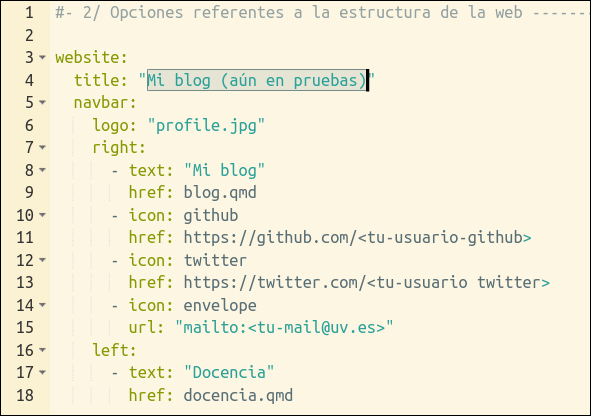 1 #- 2/ Opciones referentes a la estructura de la web -------
2
3 website:
4   title: "Mi blog (aún en pruebas)"
5   navbar:
6     logo: "profile.jpg"
7     right:
8       - text: "Mi blog"
9         href: blog.qmd
10       - icon: github
11         href: https://github.com/<tu-usuario-github>
12       - icon: twitter
13         href: https://twitter.com/<tu-usuario twitter>
14       - icon: envelope
15         url: "mailto:<tu-mail@uv.es>"
16     left:
17       - text: "Docencia"
18         href: docencia.qmd